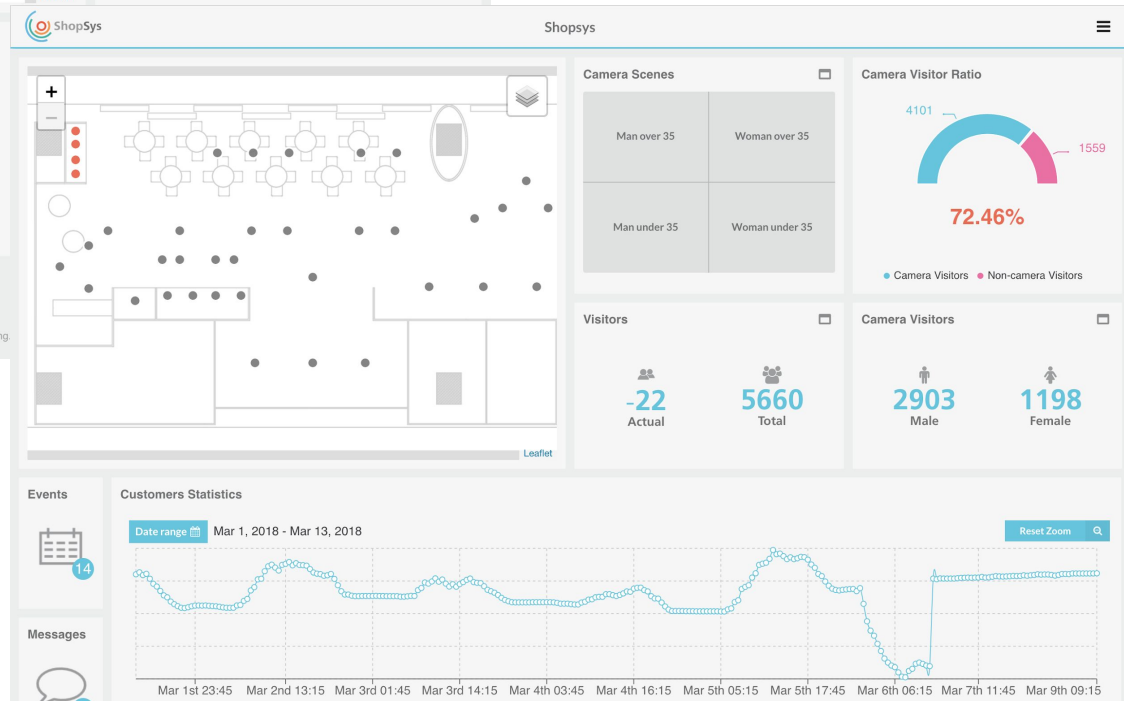 ShopSys
Shopsys
+
−
Leaflet
Camera Scenes
Man over 35
Woman over 35
Man under 35
Woman under 35
Camera Visitor Ratio
4101
1559
72.46%
Camera Visitors
Non-camera Visitors
Visitors
-22
Actual
5660
Total
Camera Visitors
2903
Male
1198
Female
ng.
Events
14
Customers Statistics
Date range
Mar 1, 2018 - Mar 13, 2018
Reset Zoom
Mar 1st 23:45
Mar 2nd 13:15
Mar 3rd 01:45
Mar 3rd 14:15
Mar 4th 03:45
Mar 4th 16:15
Mar 5th 05:15
Mar 5th 17:45
Mar 6th 06:15
Mar 7th 11:45
Mar 9th 09:15
Messages